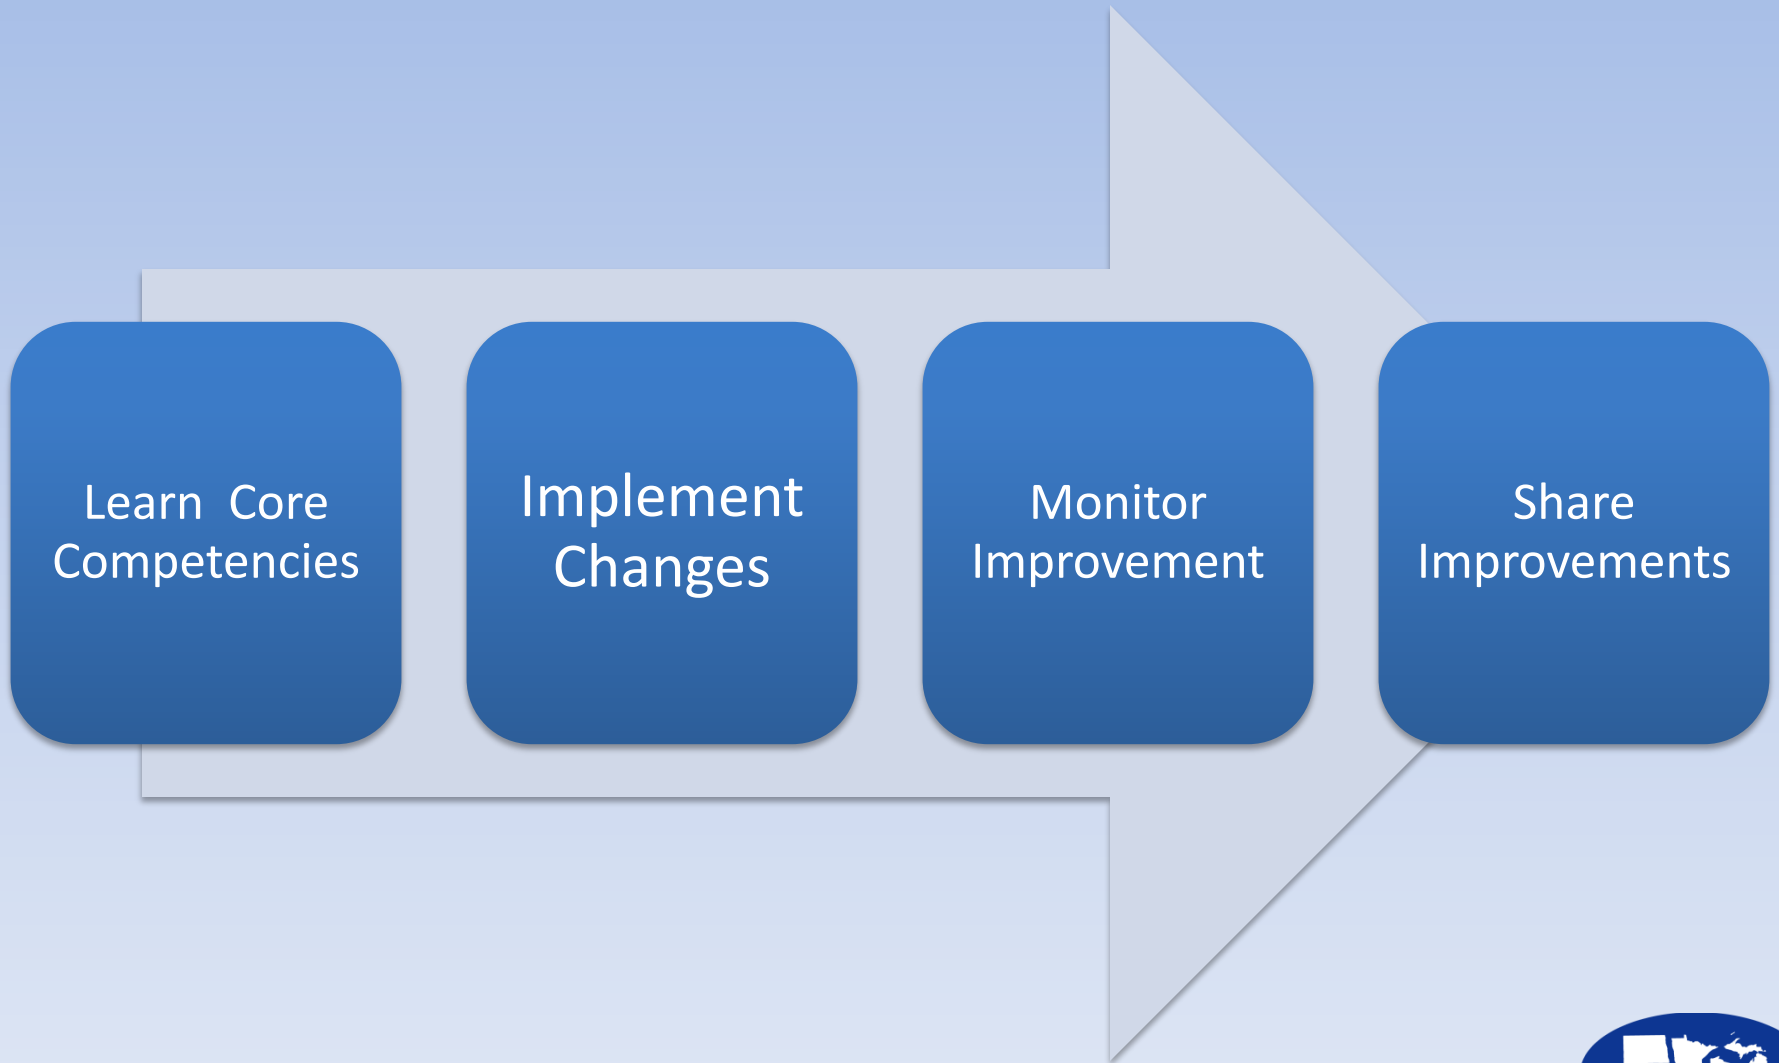 Learn  Core
Competencies
Implement
Changes
Monitor
Improvement
Share
Improvements